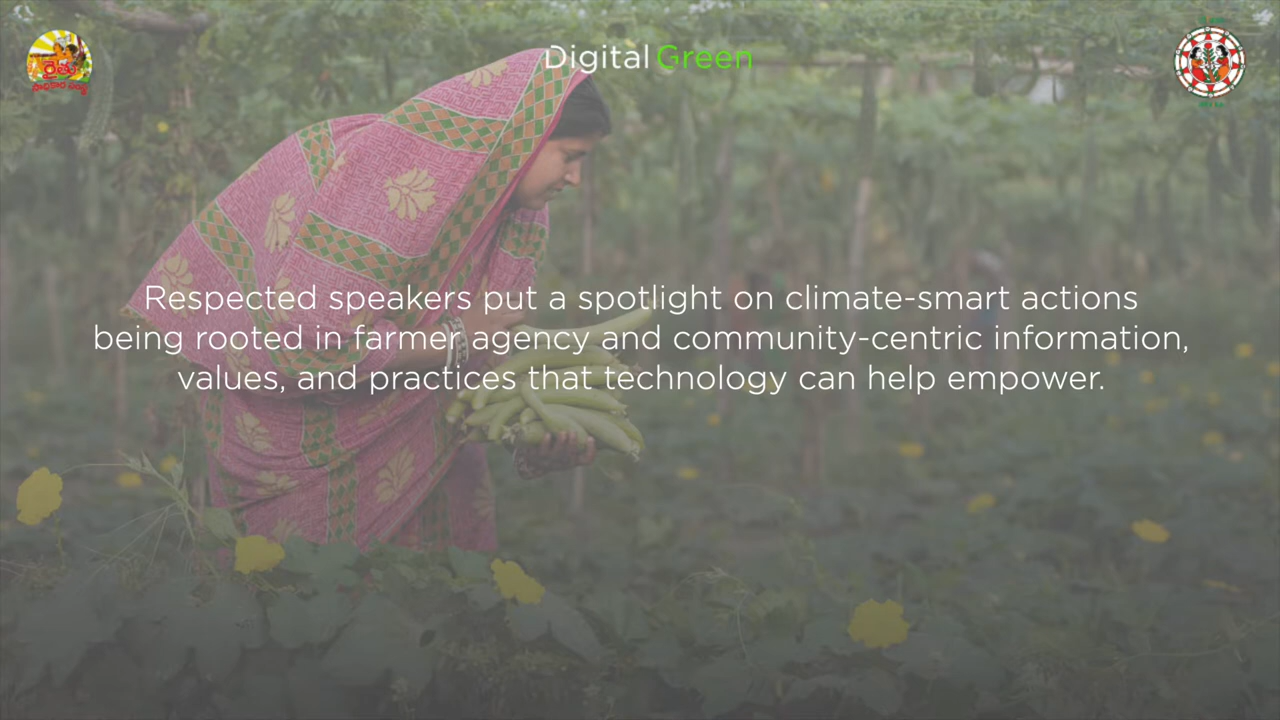 Digital Green
రైతు
సాధికార సంస్థ
Respected speakers put a spotlight on climate-smart actions
being rooted in farmer agency and community-centric information,
values, and practices that technology can help empower.